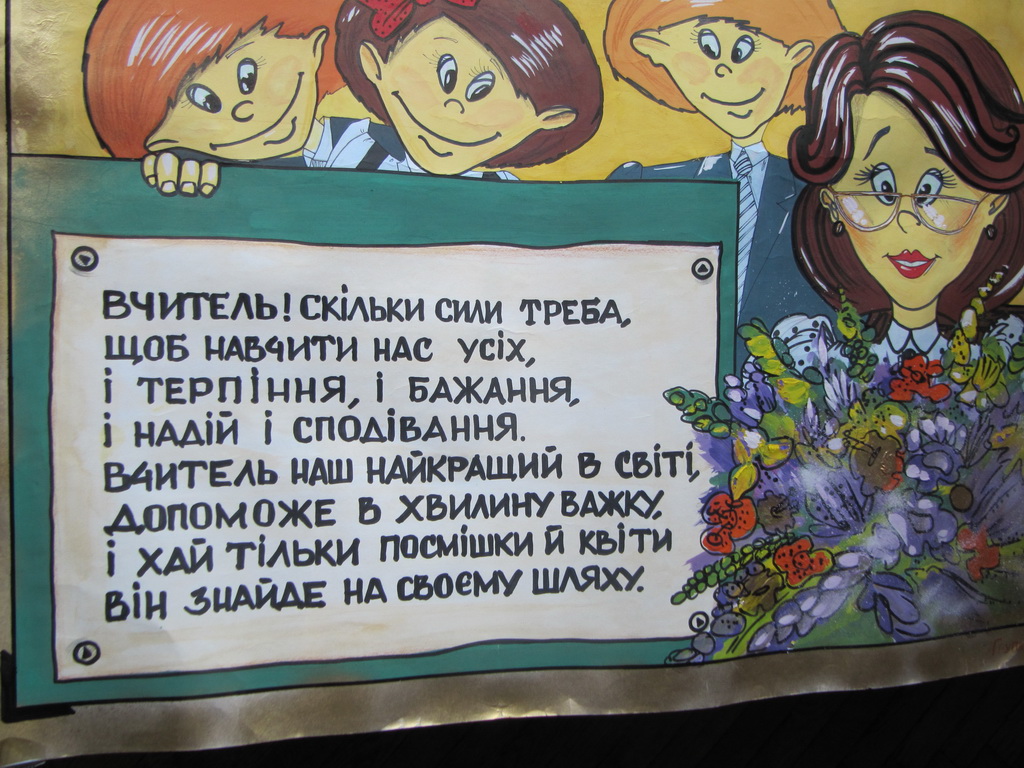 ВЧИТЕЛЬ! СКІЛЬКИ СИЛИ ТРЕБА,
ЩОБ НАВЧИТИ НАС УСІХ,
І ТЕРПІННЯ, І БАЖАННЯ,
І НАДІЙ І СПОДІВАННЯ.
ВЧИТЕЛЬ НАШ НАЙКРАЩИЙ В СВІТІ,
ДОПОМОЖЕ В ХВИЛИНУ ВАЖКУ,
І ХАЙ ТІЛЬКИ ПОСМІШКИ Й КВІТИ
ВІН ЗНАЙДЕ НА СВОЄМУ ШЛЯХУ.